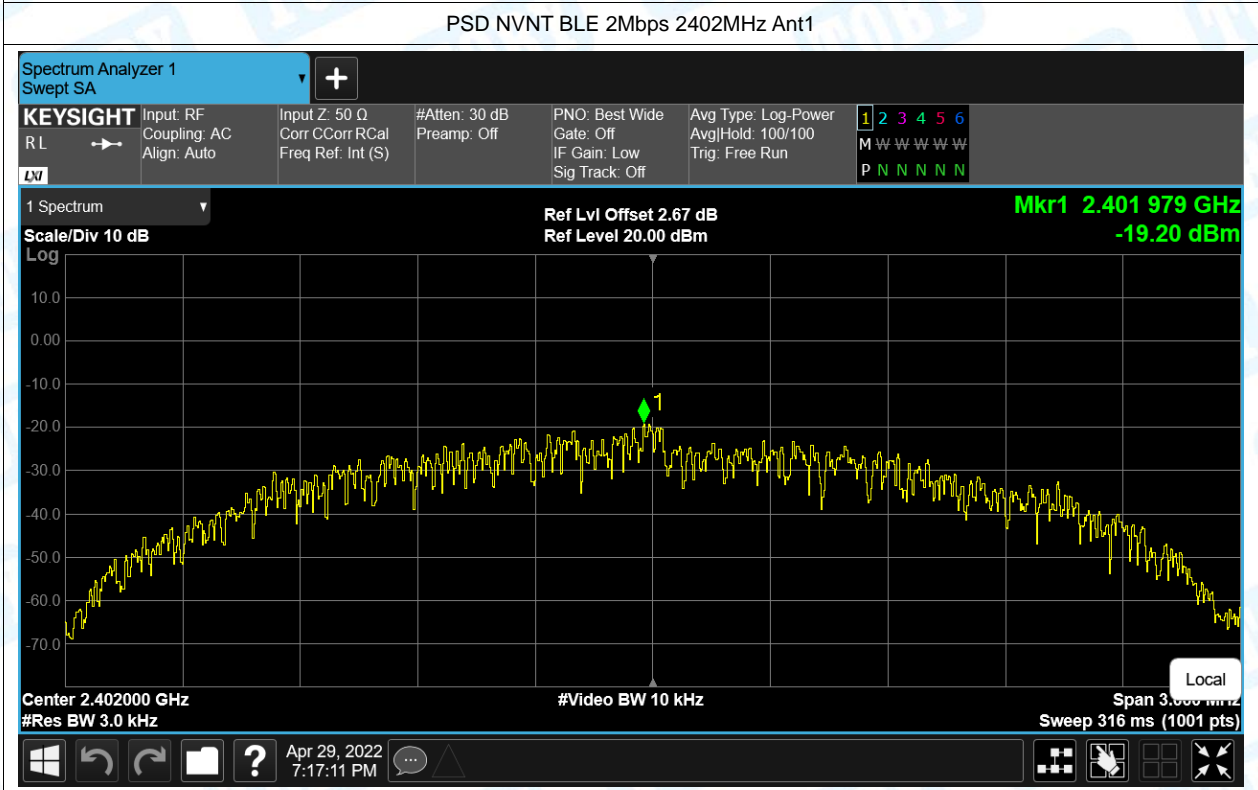 PSD NVNT BLE 2Mbps 2402MHz Ant1
Spectrum Analyzer 1
Swept SA
KEYSIGHT
R L
LXI
Input: RF
Coupling: AC
Align: Auto
Input Z: 50 Ω
Corr CCorr RCal
Freq Ref: Int (S)
#Atten: 30 dB
Preamp: Off
PNO: Best Wide
Gate: Off
IF Gain: Low
Sig Track: Off
Avg Type: Log-Power
Avg|Hold: 100/100
Trig: Free Run
1 2 3 4 5 6
M W W W W W
P N N N N N
1 Spectrum
Scale/Div 10 dB
Ref Lvl Offset 2.67 dB
Ref Level 20.00 dBm
Mkr1 2.401 979 GHz
-19.20 dBm
Log
10.0
0.00
-10.0
-20.0
-30.0
-40.0
-50.0
-60.0
-70.0
1
Center 2.402000 GHz
#Res BW 3.0 kHz
#Video BW 10 kHz
Local
Span 3.000 MHz
Sweep 316 ms (1001 pts)
?
Apr 29, 2022
7:17:11 PM